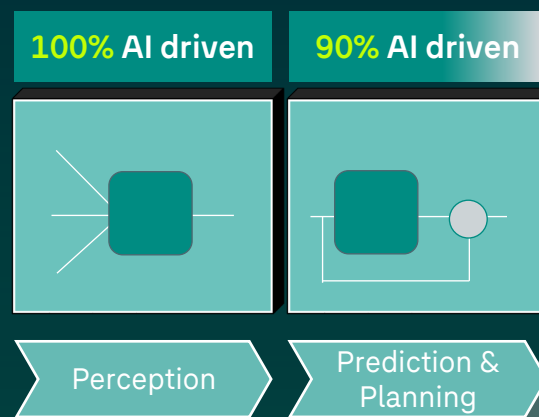 100% AI driven
90% AI driven
Perception
Prediction &
Planning